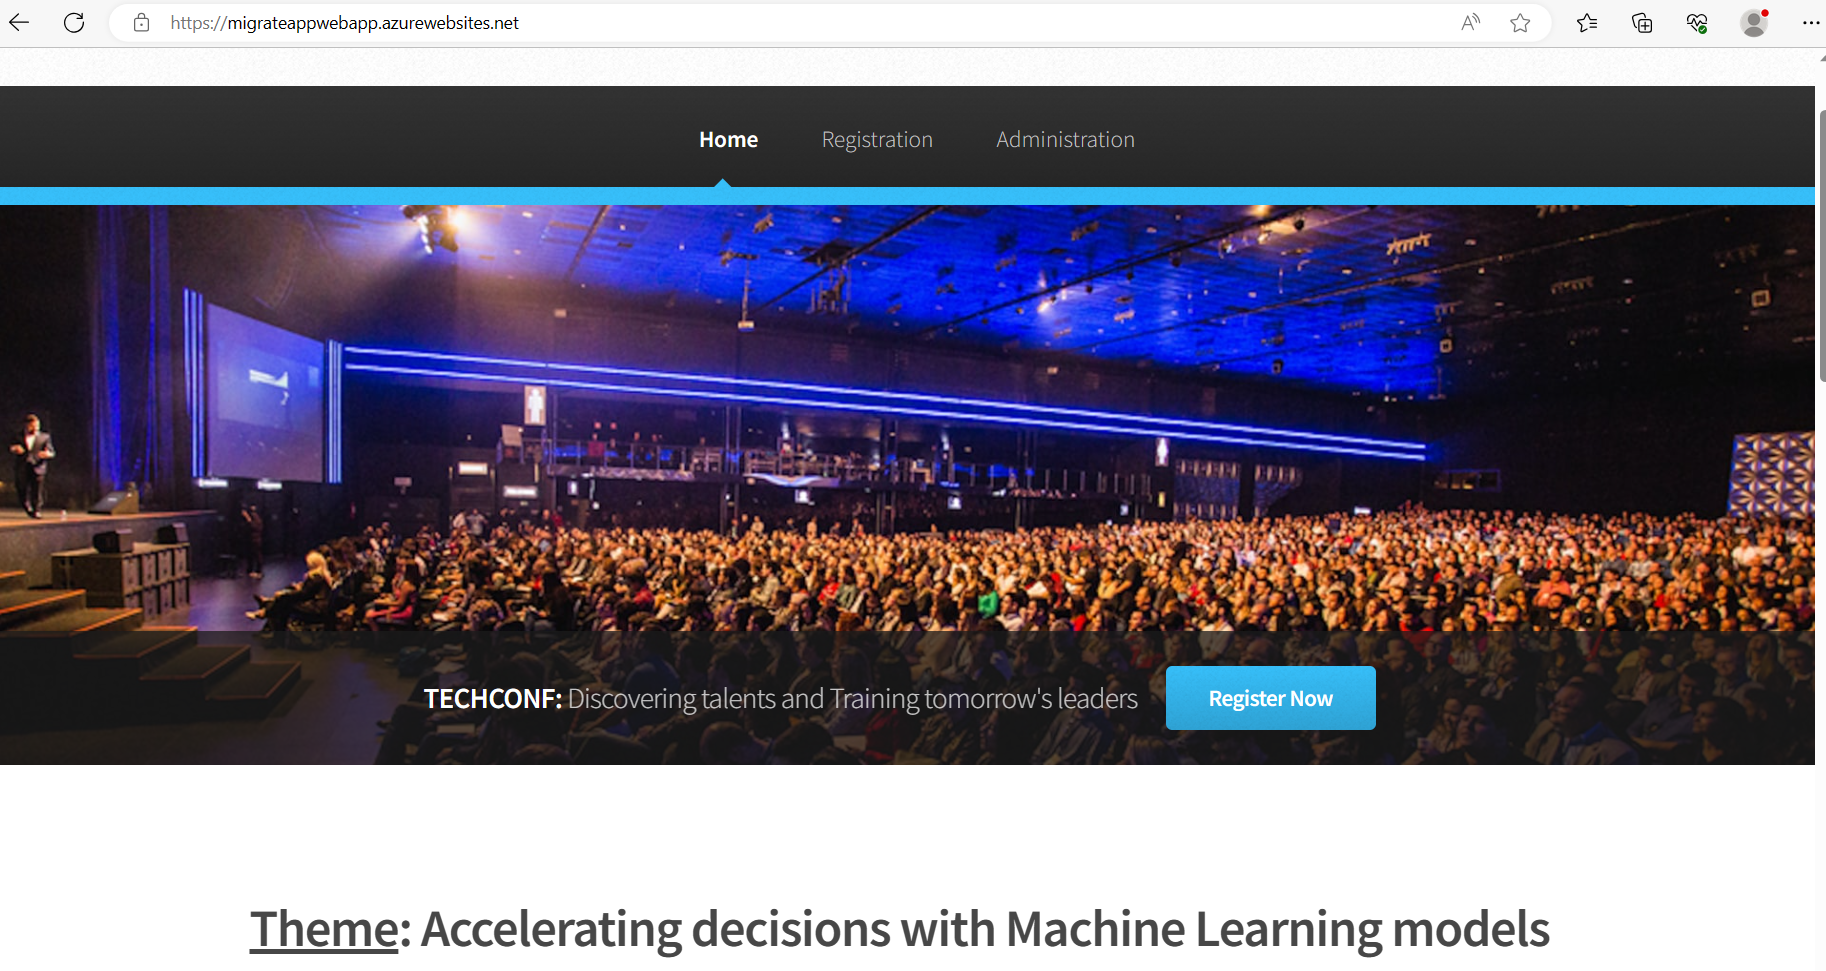 https://migrateappwebapp.azurewebsites.net
Home Registration Administration
TECHCONF: Discovering talents and Training tomorrow's leaders Register Now
Theme: Accelerating decisions with Machine Learning models